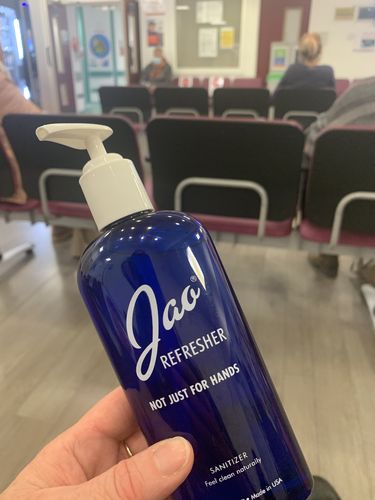 Jao®
REFRESHER
NOT JUST FOR HANDS
SANITIZER
Feel clean naturally
Made in USA